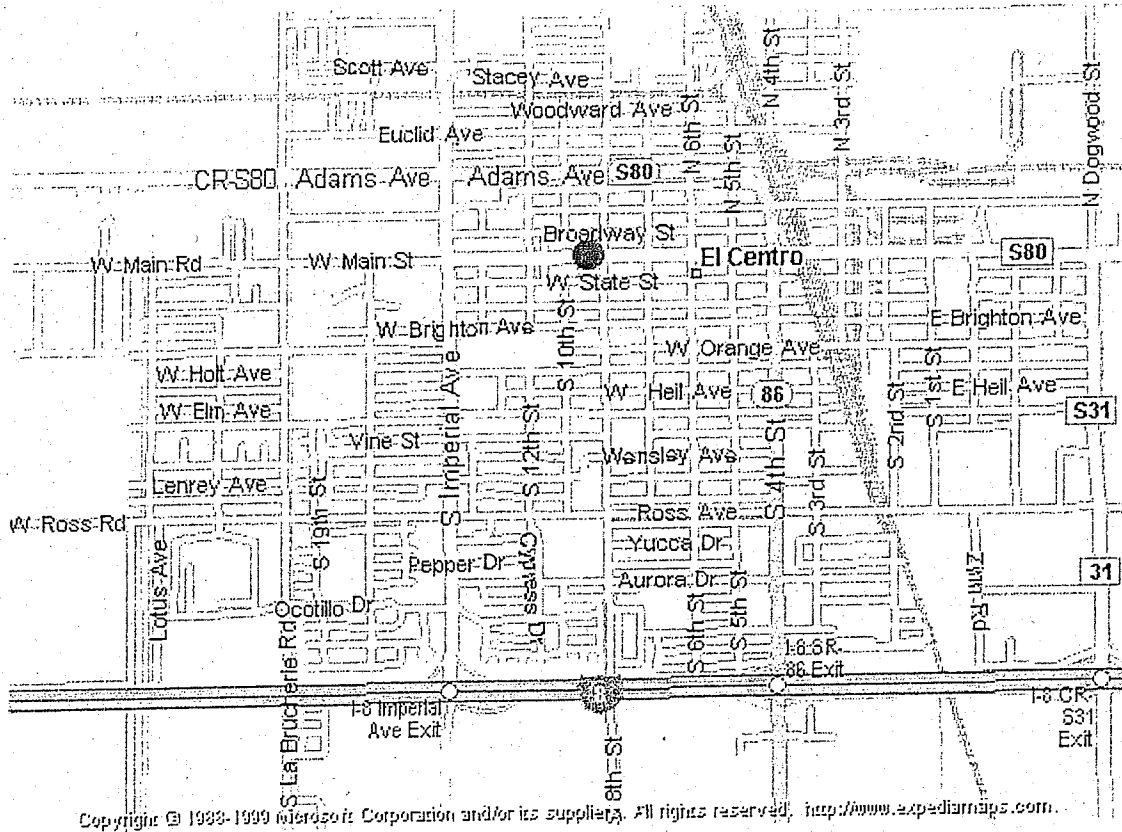 Scott Ave
Stacey Ave
Woodward Ave
Euclid Ave
N 4th St
N 3rd St
N Dogwood St
N 6th St
N 5th St
CR-S80
Adams Ave
Adams Ave
S80
Broadway St
W Main Rd
W Main St
El Centro
S80
W State St
W Brighton Ave
E Brighton Ave
S 10th St
W Orange Ave
W Holt Ave
S Imperial Ave
W Heil Ave
86
S 1st St
E Heil Ave
W Elm Ave
S 2nd St
S31
Vine St
S 12th St
Wensley Ave
S 4th St
S 3rd St
Lenrey Ave
S 19th St
W Ross Rd
Ross Ave
Yucca Dr
Lotus Ave
Pepper Dr
Cypress Dr
Aurora Dr
31
Ocotillo Dr
S 6th St
S 5th St
S La Brucherie Rd
I-8 SR-
86 Exit
8
I-8 Imperial
Ave Exit
8th St
I-8 CR-
S31
Exit
Copyright © 1988-1999 Microsoft Corporation and/or its suppliers. All rights reserved. http://www.expediamaps.com